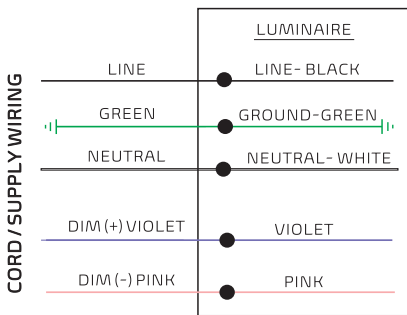 LUMINAIRE
LINE LINE-BLACK
GREEN GROUND-GREEN
NEUTRAL NEUTRAL-WHITE
DIM (+) VIOLET VIOLET
DIM (-) PINK PINK
CORD / SUPPLY WIRING